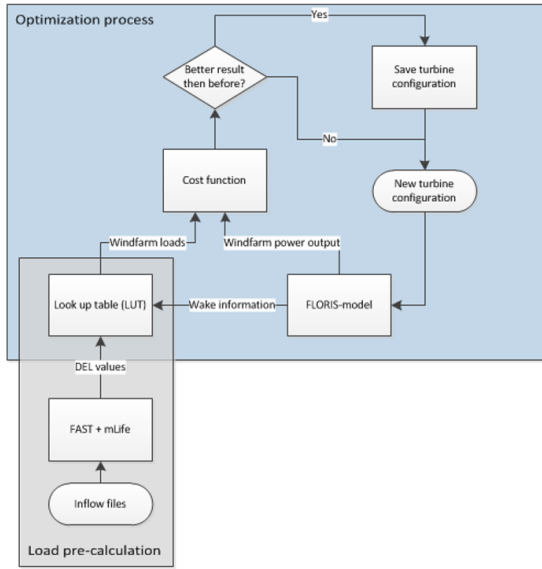 Optimization process
Yes
Better result
then before?
Save turbine
configuration
No
Cost function
New turbine
configuration
Windfarm loads
Windfarm power output
Look up table (LUT)
Wake information
FLORIS-model
DEL values
FAST + mLife
Inflow files
Load pre-calculation